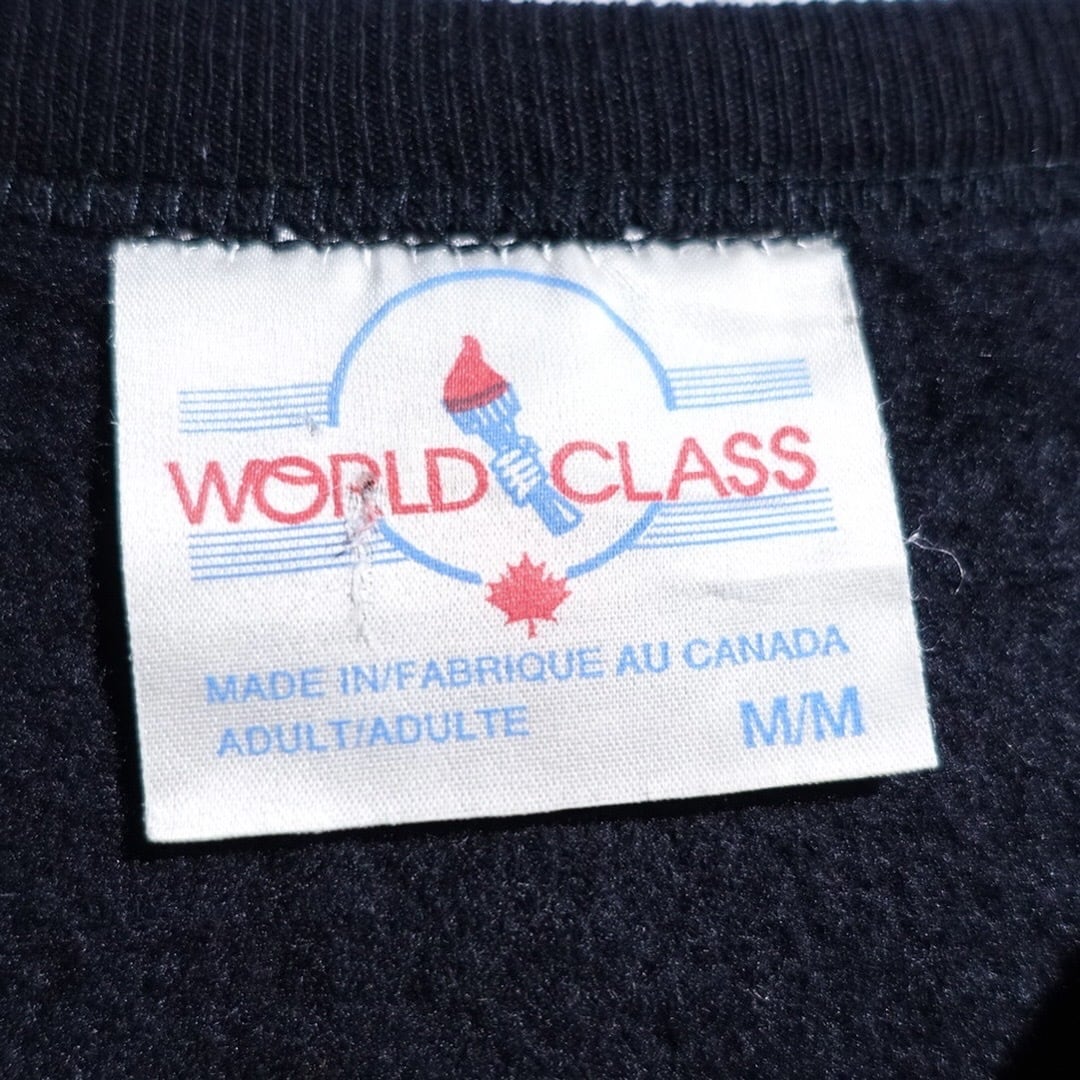 WORLD CLASS
MADE IN/FABRIQUE AU CANADA
ADULT/ADULTE M/M